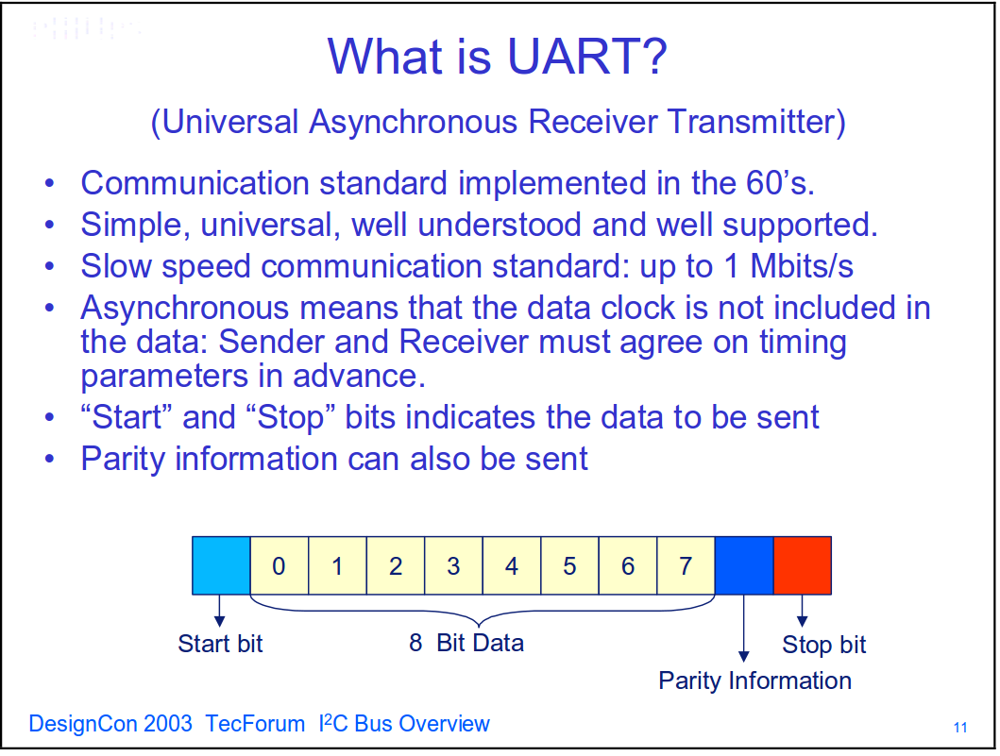 What is UART?
(Universal Asynchronous Receiver Transmitter)
• Communication standard implemented in the 60’s.
• Simple, universal, well understood and well supported.
• Slow speed communication standard: up to 1 Mbits/s
• Asynchronous means that the data clock is not included in
the data: Sender and Receiver must agree on timing
parameters in advance.
• “Start” and “Stop” bits indicates the data to be sent
• Parity information can also be sent
0 1 2 3 4 5 6 7
Start bit 8 Bit Data Stop bit
Parity Information
DesignCon 2003 TecForum I²C Bus Overview 11